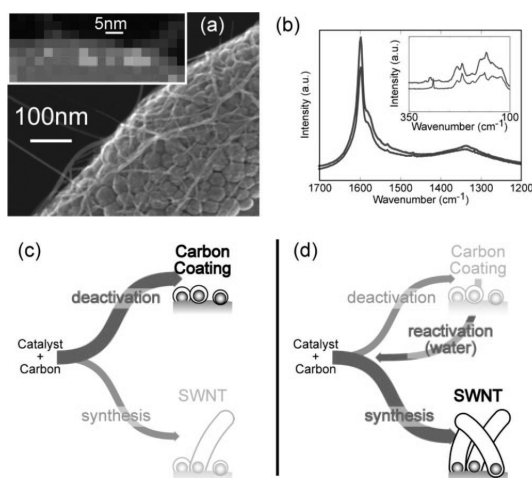 5nm
(a)
100nm
(b)
Intensity (a.u.)
Intensity (a.u.)
350
100
Wavenumber (cm-1)
1700
1600
1500
1400
1300
1200
Wavenumber (cm-1)
(c)
Carbon
Coating
deactivation
Catalyst
+
Carbon
synthesis
SWNT
(d)
Carbon
Coating
deactivation
reactivation
(water)
Catalyst
+
Carbon
synthesis
SWNT